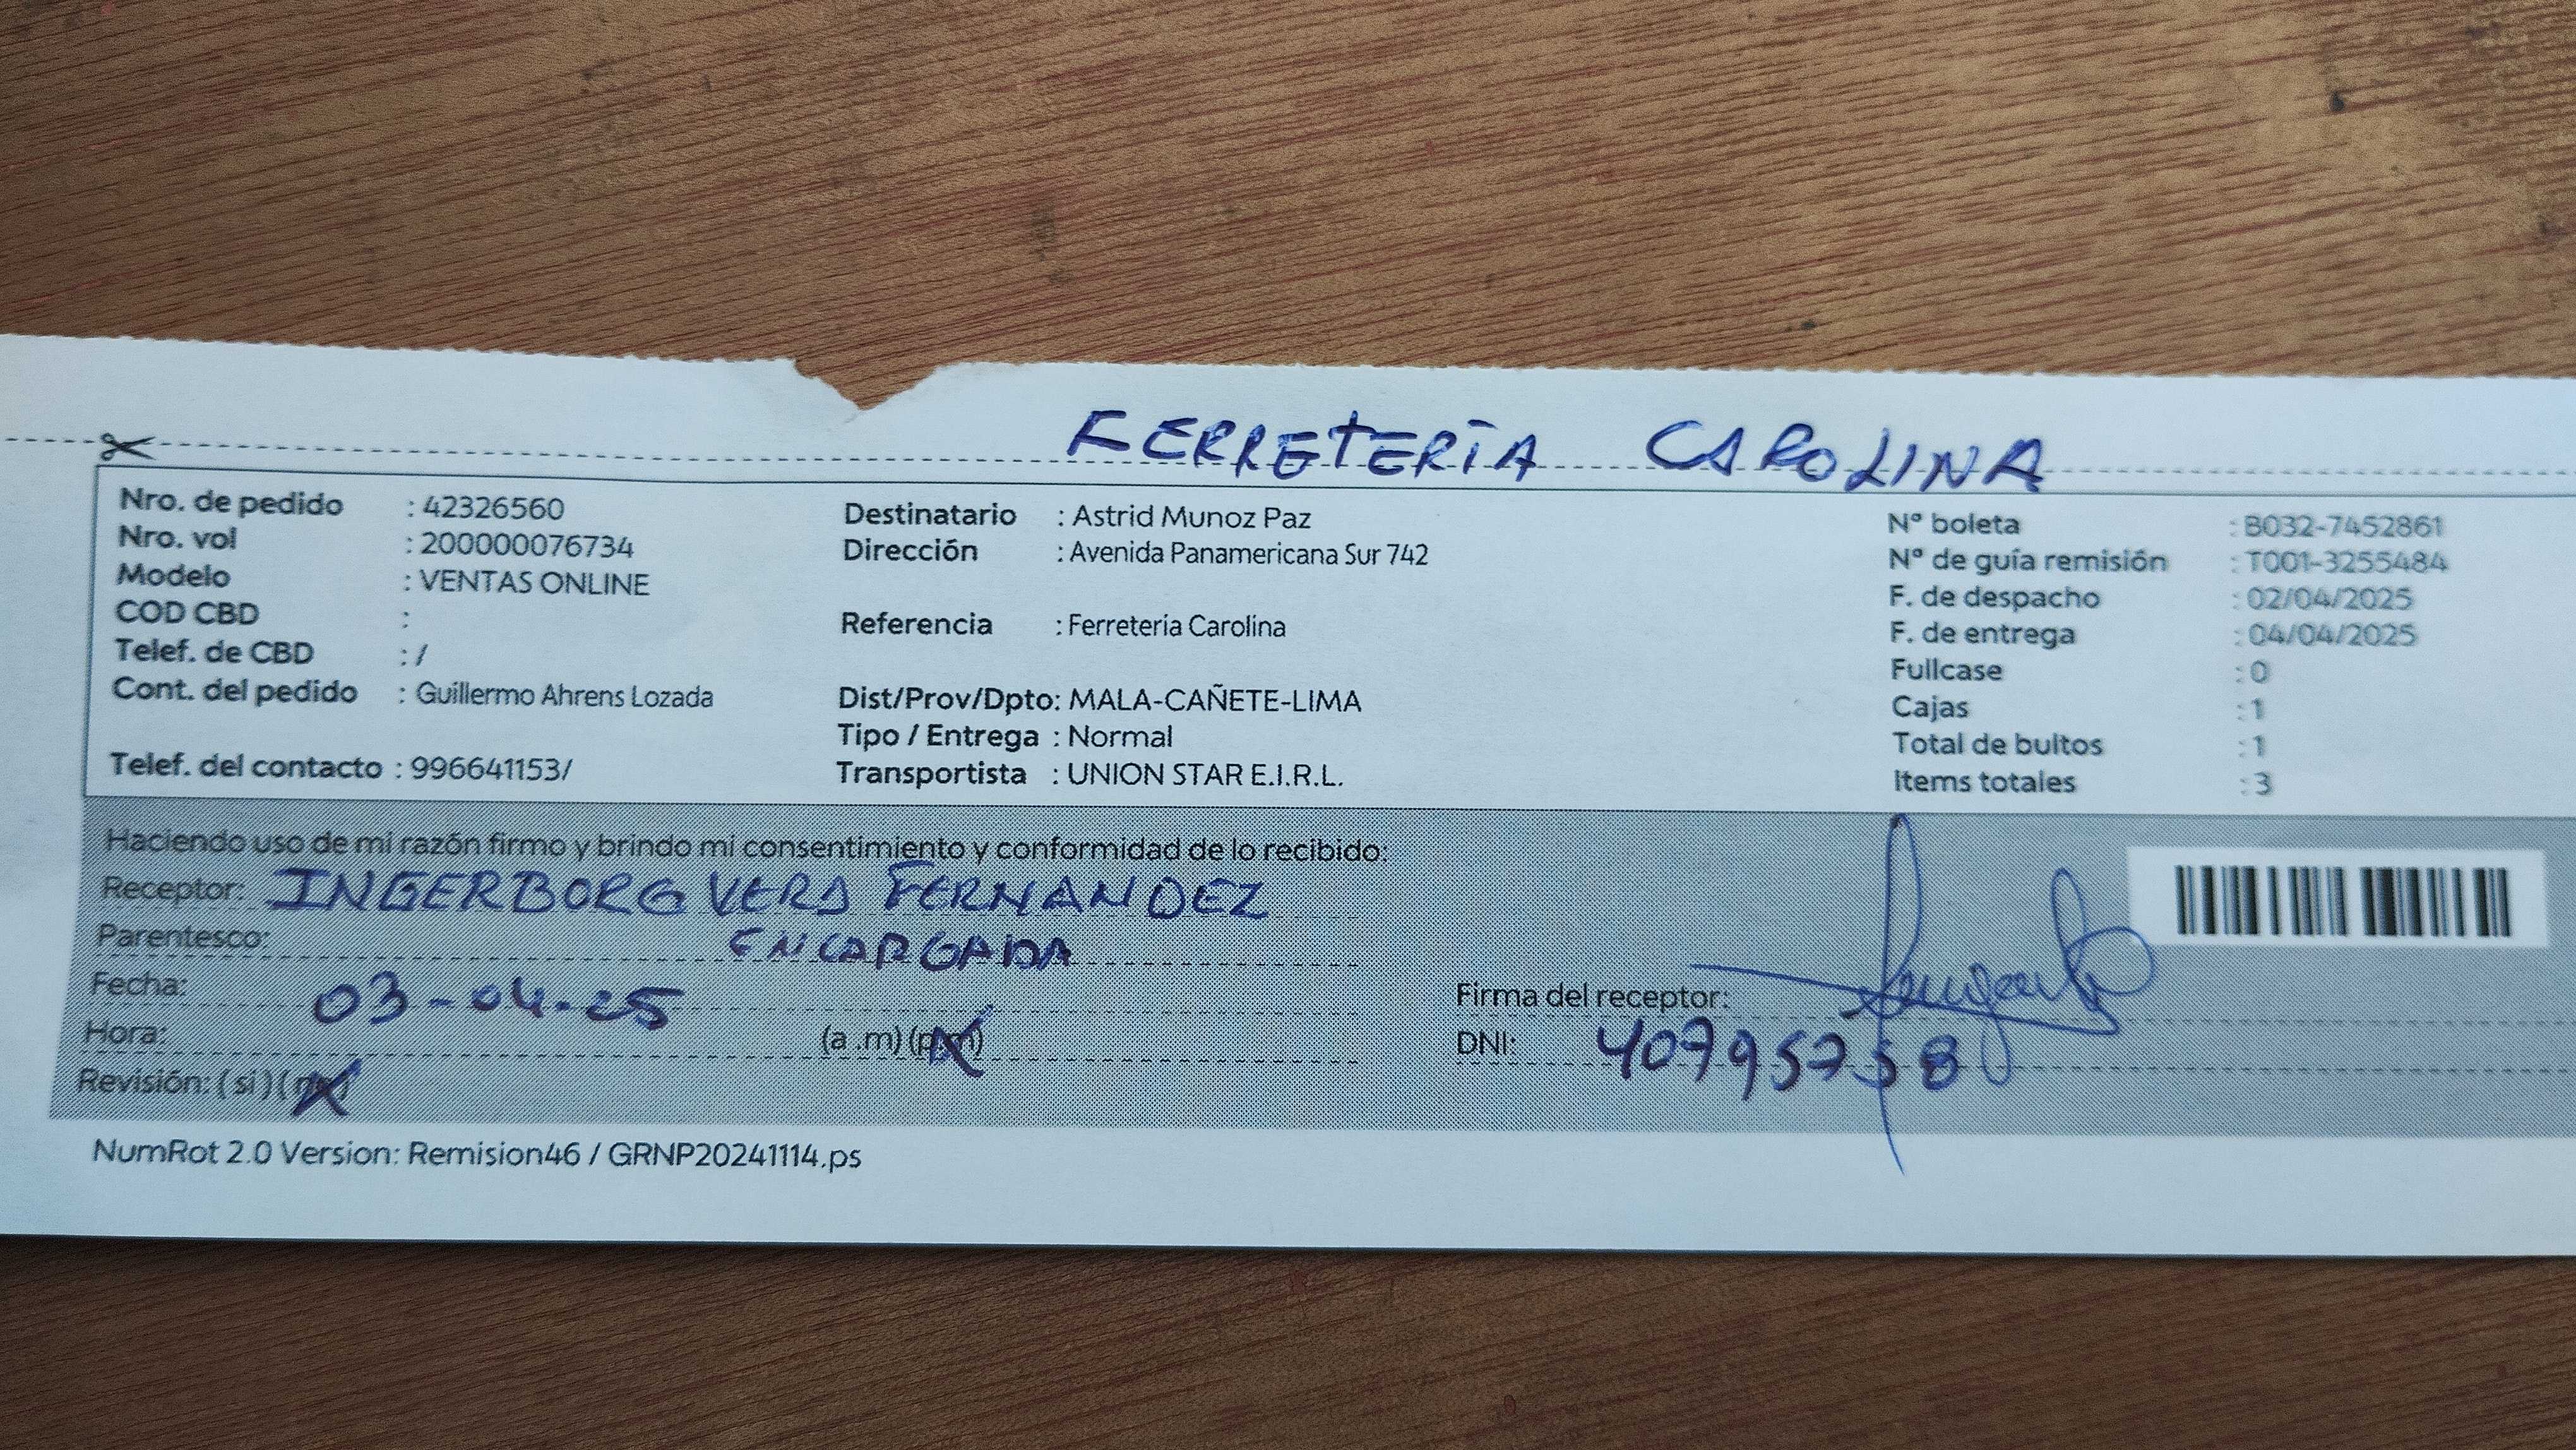 FERRETERIA CAROLINA
Nro. de pedido : 42326560
Nro. vol : 200000076734
Modelo : VENTAS ONLINE
COD CBD :
Telef. de CBD : /
Cont. del pedido : Guillermo Ahrens Lozada
Telef. del contacto : 996641153/
Destinatario : Astrid Munoz Paz
Dirección : Avenida Panamericana Sur 742
Referencia : Ferreteria Carolina
Dist/Prov/Dpto: MALA-CAÑETE-LIMA
Tipo / Entrega : Normal
Transportista : UNION STAR E.I.R.L.
N° boleta : B032-7452861
N° de guía remisión : T001-3255484
F. de despacho : 02/04/2025
F. de entrega : 04/04/2025
Fullcase : 0
Cajas : 1
Total de bultos : 1
Items totales : 3
Haciendo uso de mi razón firmo y brindo mi consentimiento y conformidad de lo recibido:
Receptor: INGERBORG VERA FERNANDEZ
Parentesco: ENCARGADA
Fecha: 03-04-25
Hora: (a .m) (p.m)
Revisión: ( si ) ( no )
Firma del receptor:
DNI: 40795758
NumRot 2.0 Version: Remision46 / GRNP20241114.ps